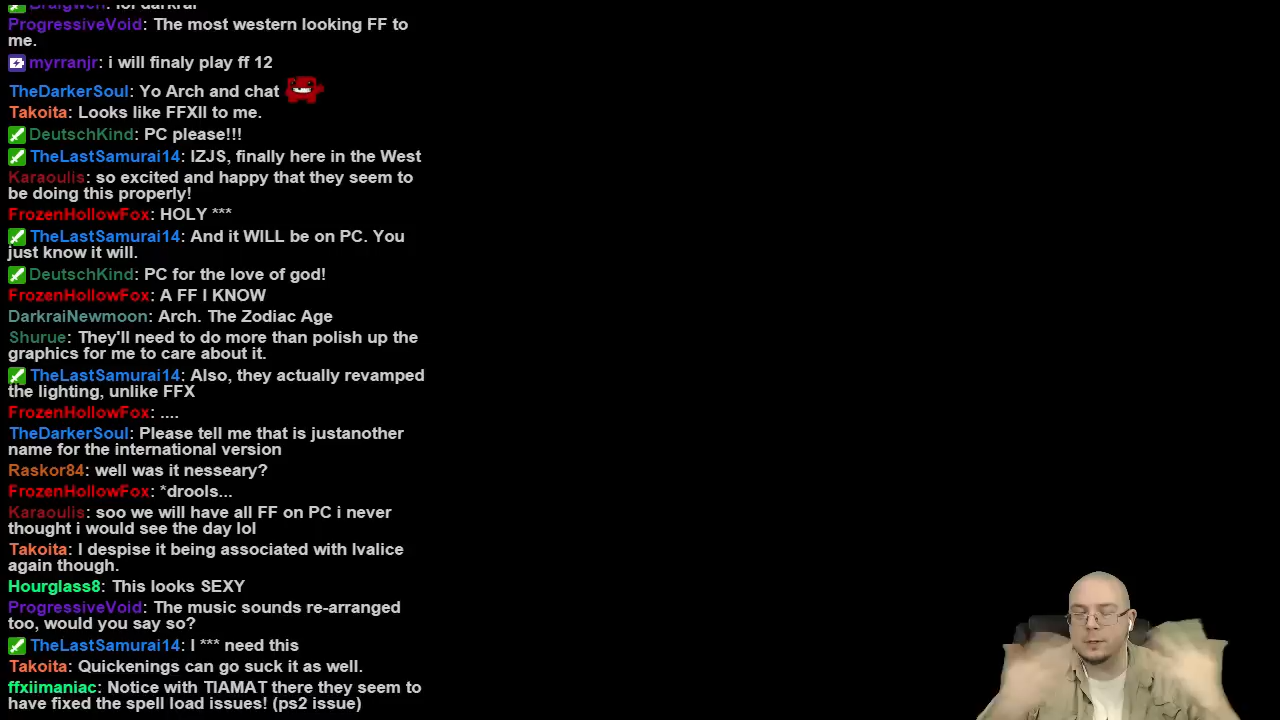 Braigwen: lol darkrai
ProgressiveVoid: The most western looking FF to
me.
myrranjr: i will finaly play ff 12
TheDarkerSoul: Yo Arch and chat
Takoita: Looks like FFXII to me.
DeutschKind: PC please!!!
TheLastSamurai14: IZJS, finally here in the West
Karaoulis: so excited and happy that they seem to
be doing this properly!
FrozenHollowFox: HOLY ***
TheLastSamurai14: And it WILL be on PC. You
just know it will.
DeutschKind: PC for the love of god!
FrozenHollowFox: A FF I KNOW
DarkraiNewmoon: Arch. The Zodiac Age
Shurue: They'll need to do more than polish up the
graphics for me to care about it.
TheLastSamurai14: Also, they actually revamped
the lighting, unlike FFX
FrozenHollowFox: ....
TheDarkerSoul: Please tell me that is justanother
name for the international version
Raskor84: well was it nesseary?
FrozenHollowFox: *drools...
Karaoulis: soo we will have all FF on PC i never
thought i would see the day lol
Takoita: I despise it being associated with Ivalice
again though.
Hourglass8: This looks SEXY
ProgressiveVoid: The music sounds re-arranged
too, would you say so?
TheLastSamurai14: I *** need this
Takoita: Quickenings can go suck it as well.
ffxiimaniac: Notice with TIAMAT there they seem to
have fixed the spell load issues! (ps2 issue)